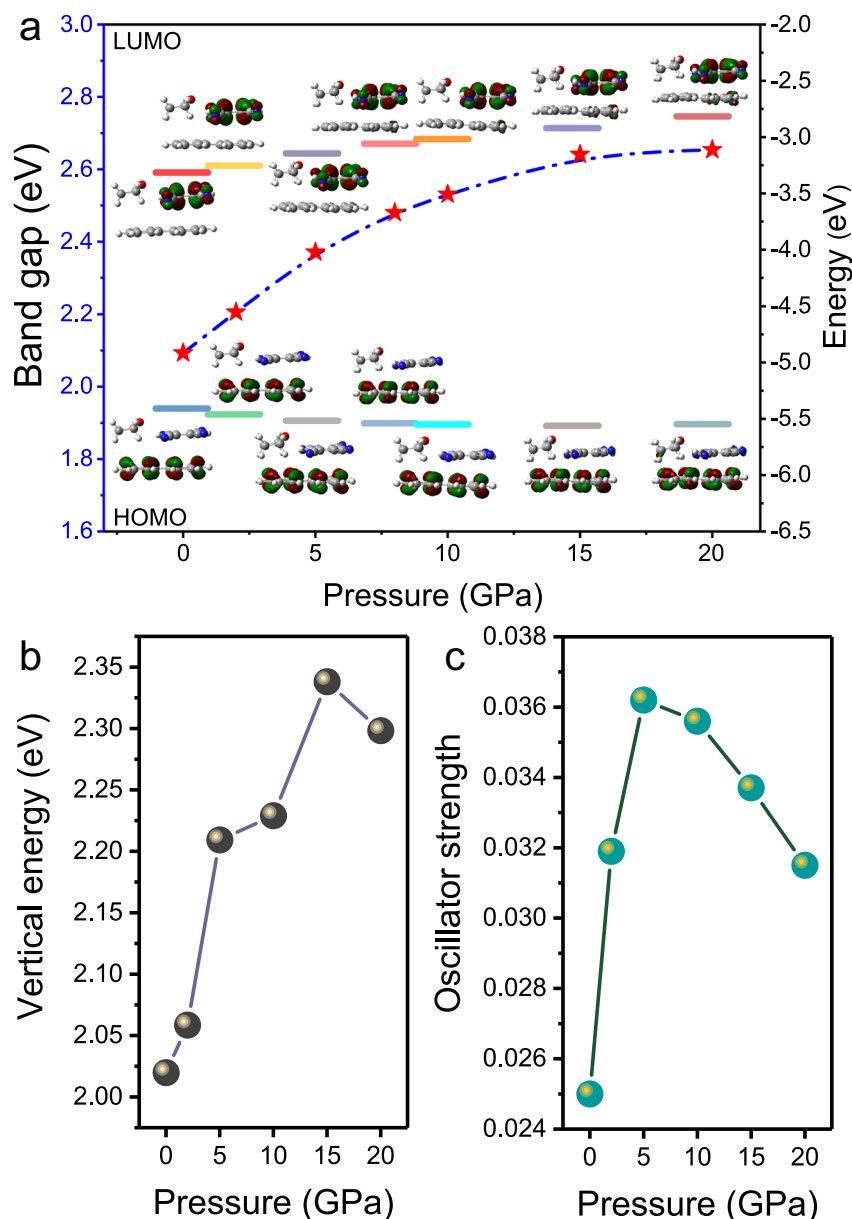 a
LUMO
HOMO
Band gap (eV)
3.0
2.8
2.6
2.4
2.2
2.0
1.8
1.6
Energy (eV)
-2.0
-2.5
-3.0
-3.5
-4.0
-4.5
-5.0
-5.5
-6.0
-6.5
0 5 10 15 20
Pressure (GPa)
b
Vertical energy (eV)
2.35
2.30
2.25
2.20
2.15
2.10
2.05
2.00
0 5 10 15 20
Pressure (GPa)
c
Oscillator strength
0.038
0.036
0.034
0.032
0.030
0.028
0.026
0.024
0 5 10 15 20
Pressure (GPa)